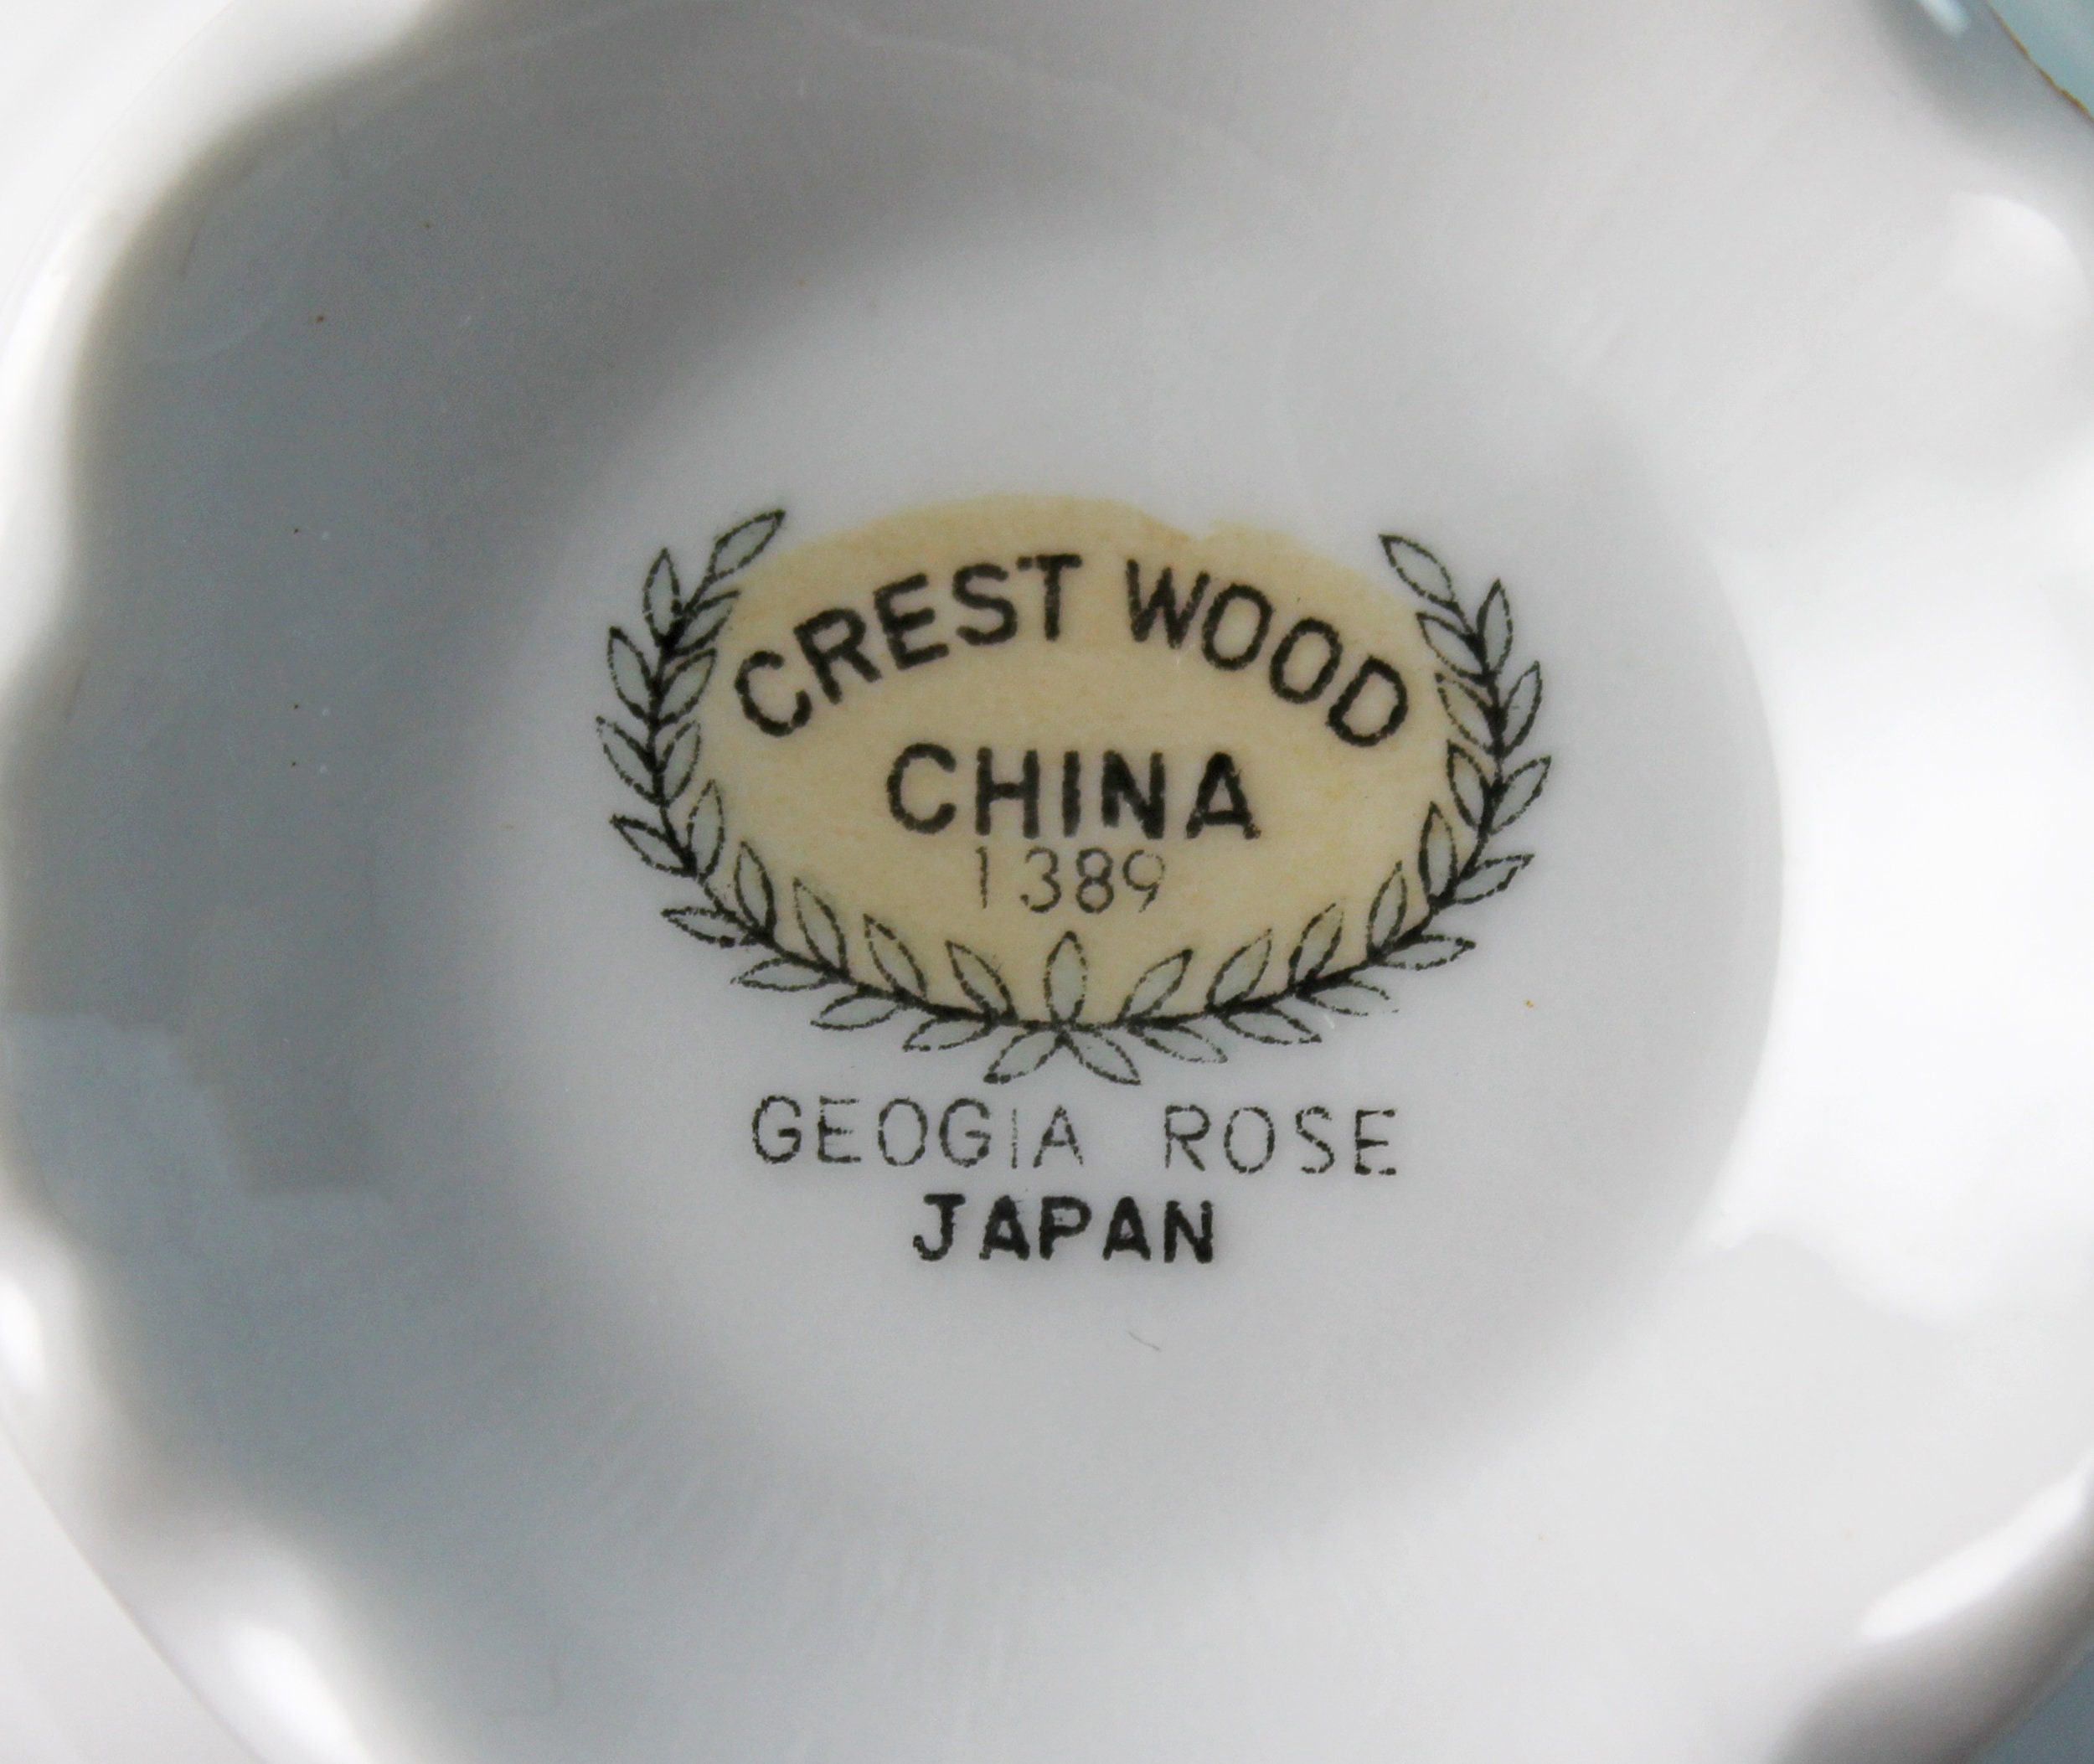 CREST WOOD
CHINA
1389
GEOGIA ROSE
JAPAN